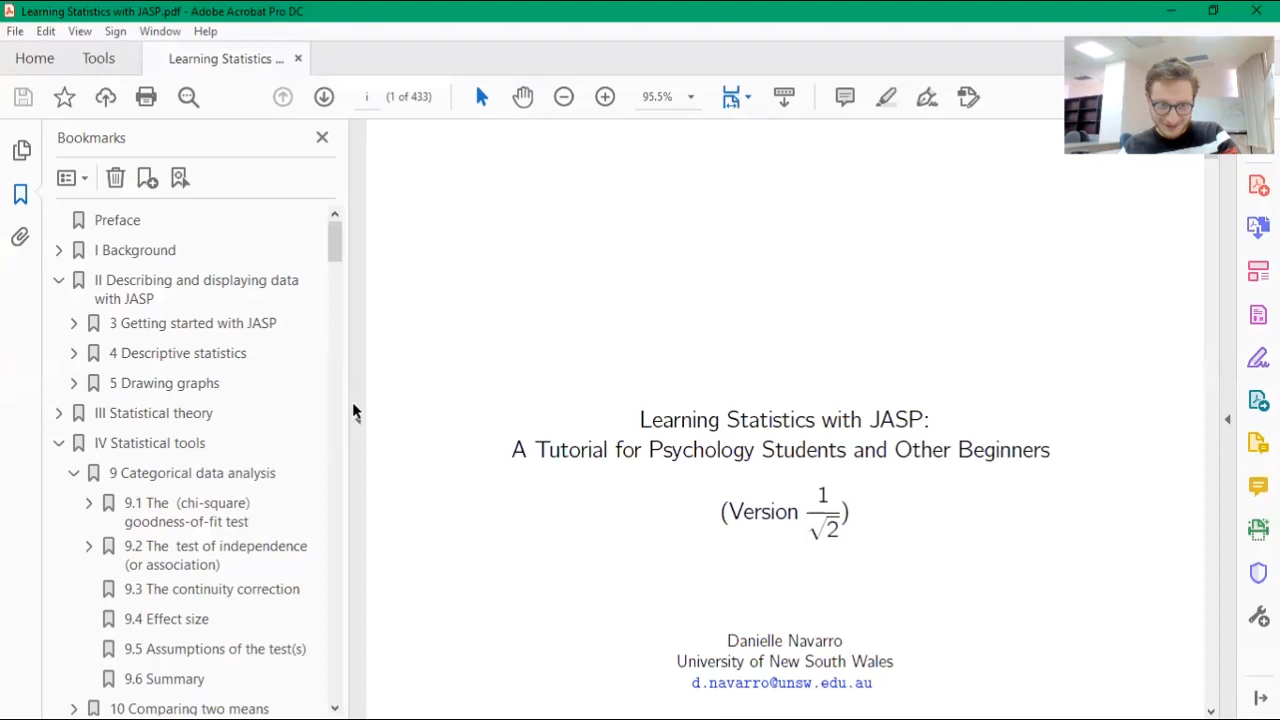 Learning Statistics with JASP.pdf - Adobe Acrobat Pro DC
File Edit View Sign Window Help
Home Tools Learning Statistics ...
i (1 of 433) 95.5%
Bookmarks
Preface
I Background
II Describing and displaying data
with JASP
3 Getting started with JASP
4 Descriptive statistics
5 Drawing graphs
III Statistical theory
IV Statistical tools
9 Categorical data analysis
9.1 The (chi-square)
goodness-of-fit test
9.2 The test of independence
(or association)
9.3 The continuity correction
9.4 Effect size
9.5 Assumptions of the test(s)
9.6 Summary
10 Comparing two means
Learning Statistics with JASP:
A Tutorial for Psychology Students and Other Beginners
(Version 1/√2)
Danielle Navarro
University of New South Wales
d.navarro@unsw.edu.au